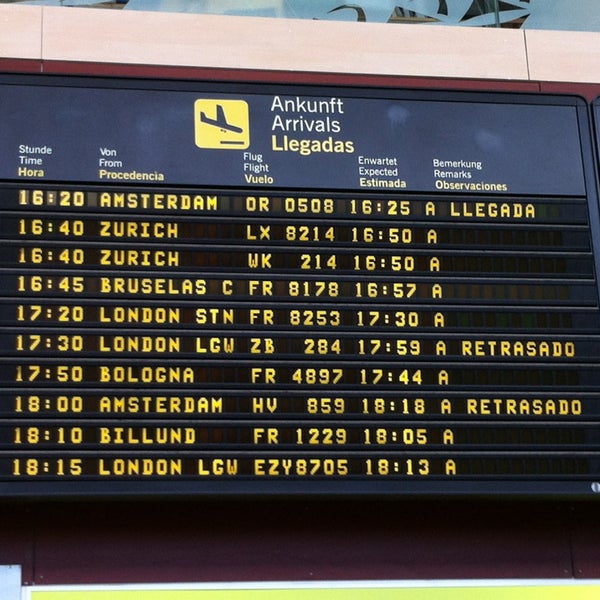 Ankunft
Arrivals
Llegadas
Stunde Von Flug Enwartet Bemerkung
Time From Flight Expected Remarks
Hora Procedencia Vuelo Estimada Observaciones
16:20 AMSTERDAM OR 0508 16:25 A LLEGADA
16:40 ZURICH LX 8214 16:50 A
16:40 ZURICH WK 214 16:50 A
16:45 BRUSELAS C FR 8178 16:57 A
17:20 LONDON STN FR 8253 17:30 A
17:30 LONDON LGW ZB 284 17:59 A RETRASADO
17:50 BOLOGNA FR 4897 17:44 A
18:00 AMSTERDAM HV 859 18:18 A RETRASADO
18:10 BILLUND FR 1229 18:05 A
18:15 LONDON LGW EZY8705 18:13 A